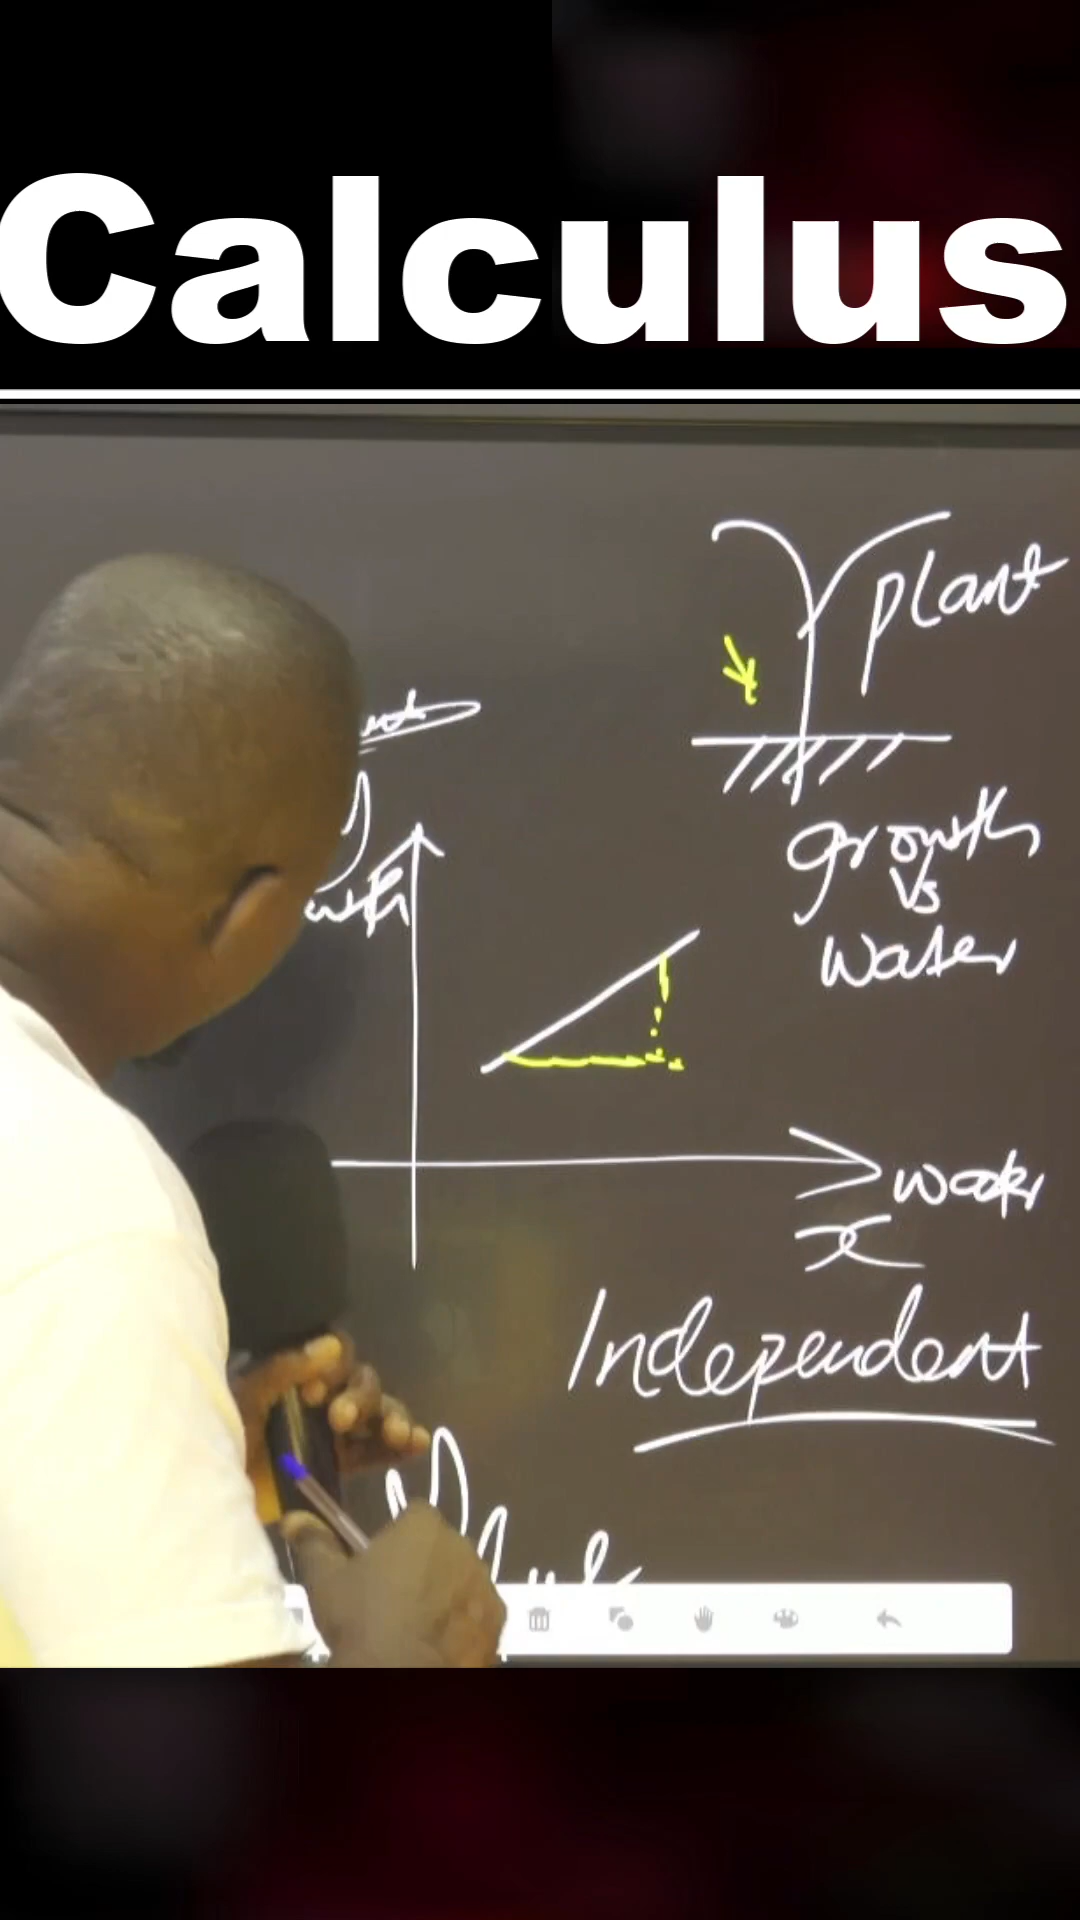 Calculus
plant
growth
vs
water
water
x
Independent